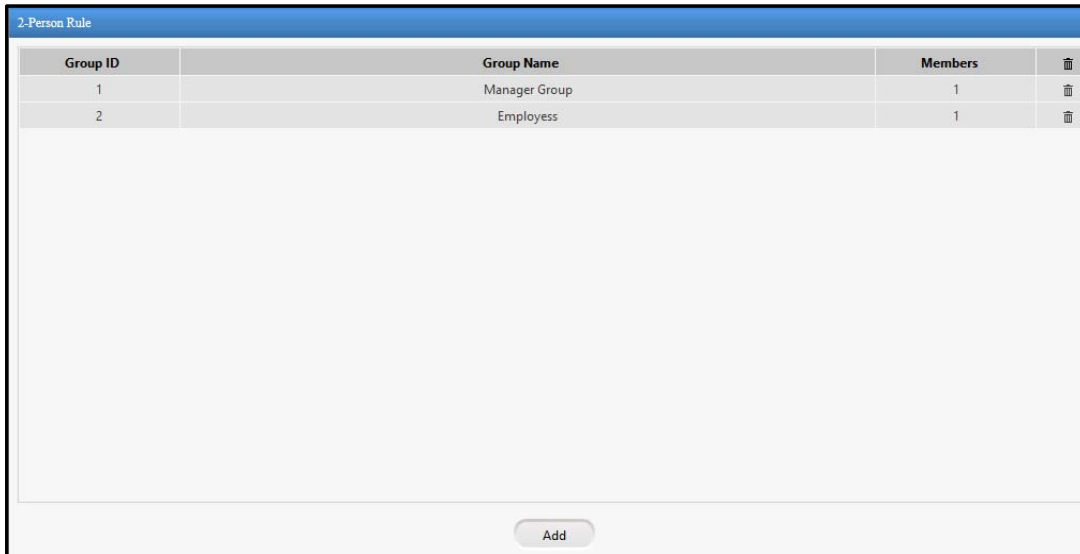 2-Person Rule
Group ID Group Name Members
1 Manager Group 1
2 Employess 1
Add